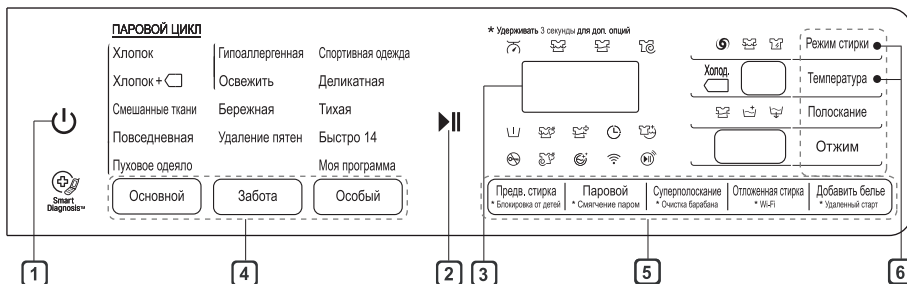 ПАРОВОЙ ЦИКЛ
Хлопок
Гипоаллергенная
Спортивная одежда
Хлопок +
Освежить
Деликатная
Смешанные ткани
Бережная
Тихая
Повседневная
Удаление пятен
Быстро 14
Пуховое одеяло
Моя программа
Основной
Забота
Особый
Smart
Diagnosis™
* Удерживать 3 секунды для доп. опций
Режим стирки
Холод.
Температура
Полоскание
Отжим
Предв. стирка
* Блокировка от детей
Паровой
* Смягчение паром
Суперполоскание
* Очистка барабана
Отложенная стирка
* Wi-Fi
Добавить белье
* Удаленный старт
1
4
2
3
5
6